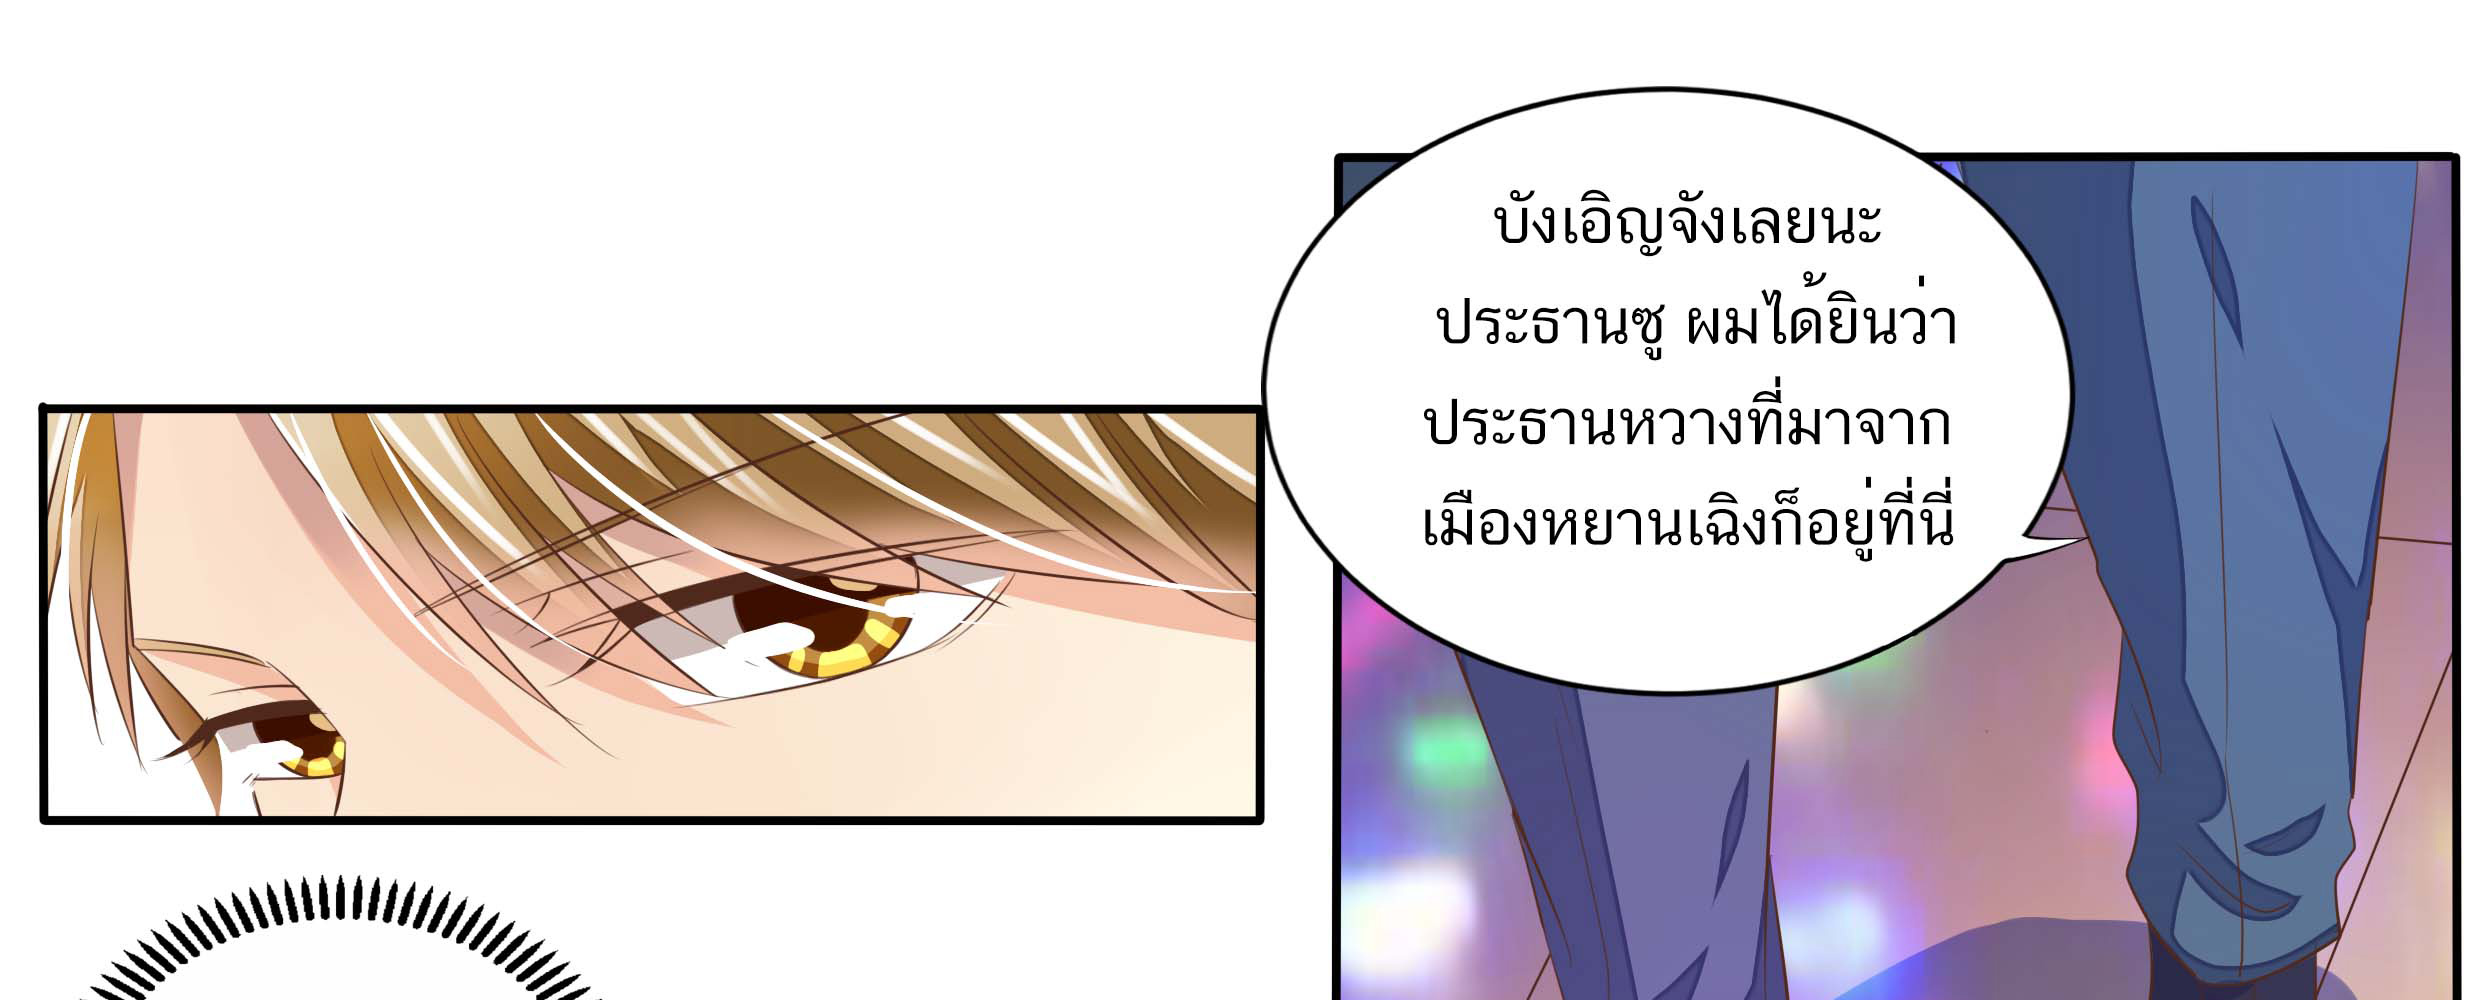 บังเอิญจังเลยนะ
ประธานซู ผมได้ยินว่า
ประธานหวางที่มาจาก
เมืองหยานเฉิงก็อยู่ที่นี่